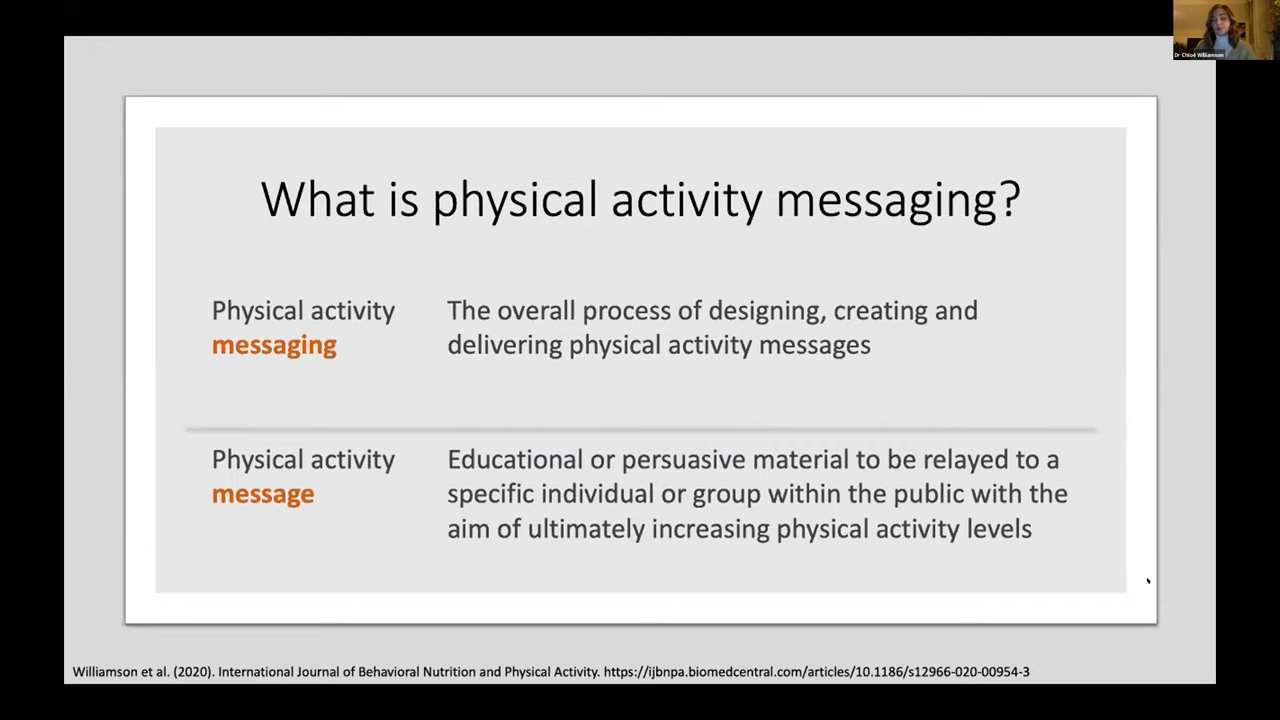 Dr Chloë Williamson
What is physical activity messaging?
Physical activity
messaging
The overall process of designing, creating and
delivering physical activity messages
Physical activity
message
Educational or persuasive material to be relayed to a
specific individual or group within the public with the
aim of ultimately increasing physical activity levels
Williamson et al. (2020). International Journal of Behavioral Nutrition and Physical Activity. https://ijbnpa.biomedcentral.com/articles/10.1186/s12966-020-00954-3